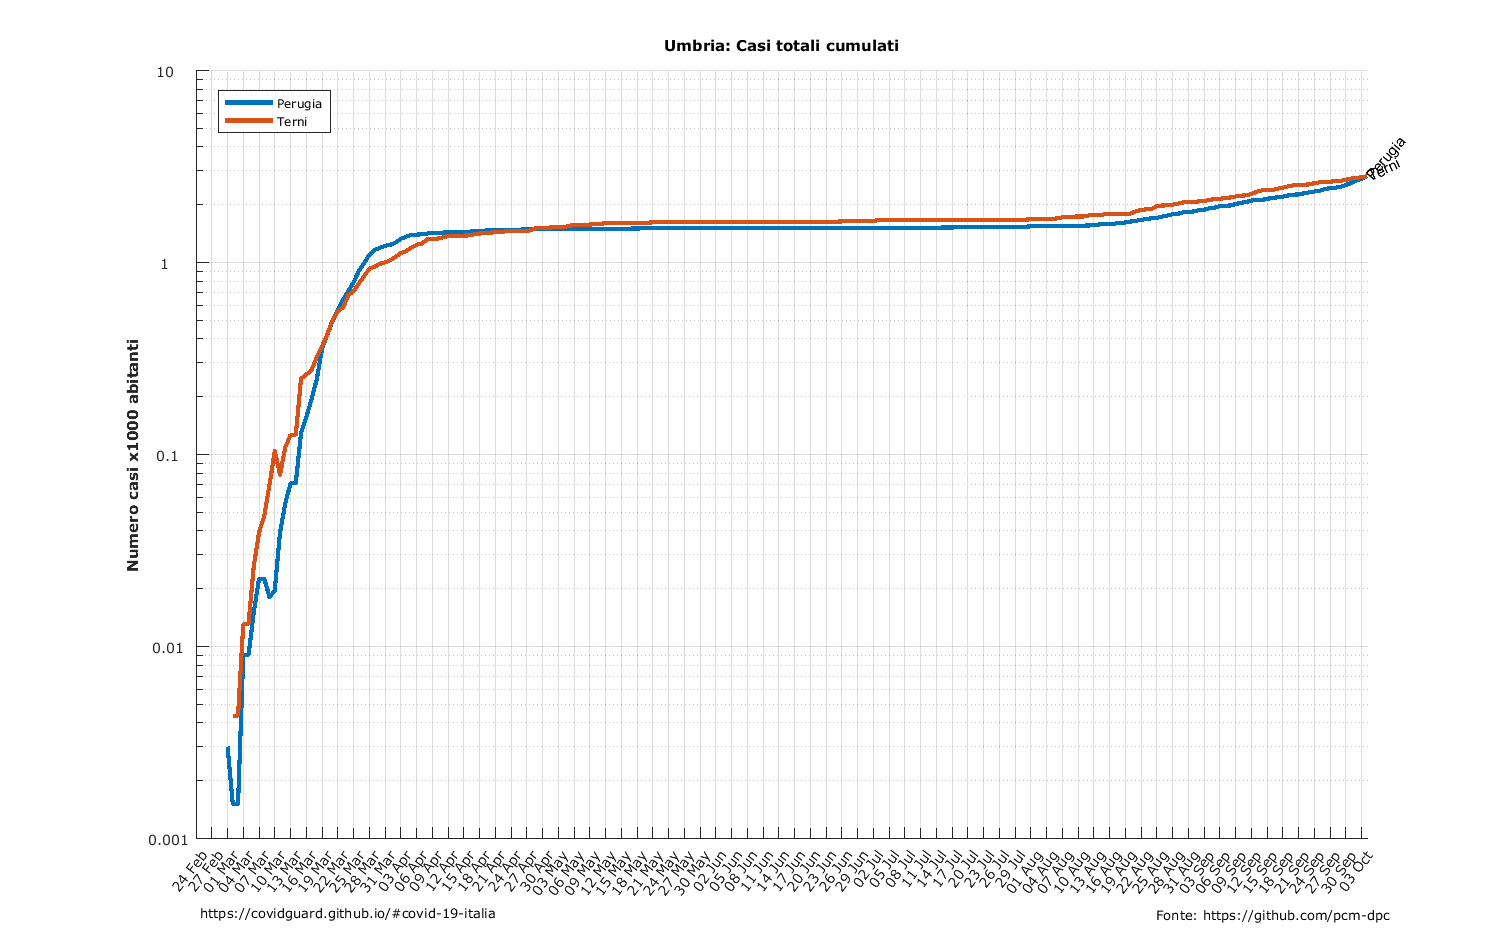 Umbria: Casi totali cumulati
Perugia
Terni
10
1
0.1
0.01
0.001
Numero casi x1000 abitanti
Perugia
Terni
24 Feb
27 Feb
01 Mar
04 Mar
07 Mar
10 Mar
13 Mar
16 Mar
19 Mar
22 Mar
25 Mar
28 Mar
31 Mar
03 Apr
06 Apr
09 Apr
12 Apr
15 Apr
18 Apr
21 Apr
24 Apr
27 Apr
30 Apr
03 May
06 May
09 May
12 May
15 May
18 May
21 May
24 May
27 May
30 May
02 Jun
05 Jun
08 Jun
11 Jun
14 Jun
17 Jun
20 Jun
23 Jun
26 Jun
29 Jun
02 Jul
05 Jul
08 Jul
11 Jul
14 Jul
17 Jul
20 Jul
23 Jul
26 Jul
29 Jul
01 Aug
04 Aug
07 Aug
10 Aug
13 Aug
16 Aug
19 Aug
22 Aug
25 Aug
28 Aug
31 Aug
03 Sep
06 Sep
09 Sep
12 Sep
15 Sep
18 Sep
21 Sep
24 Sep
27 Sep
30 Sep
03 Oct
https://covidguard.github.io/#covid-19-italia
Fonte: https://github.com/pcm-dpc